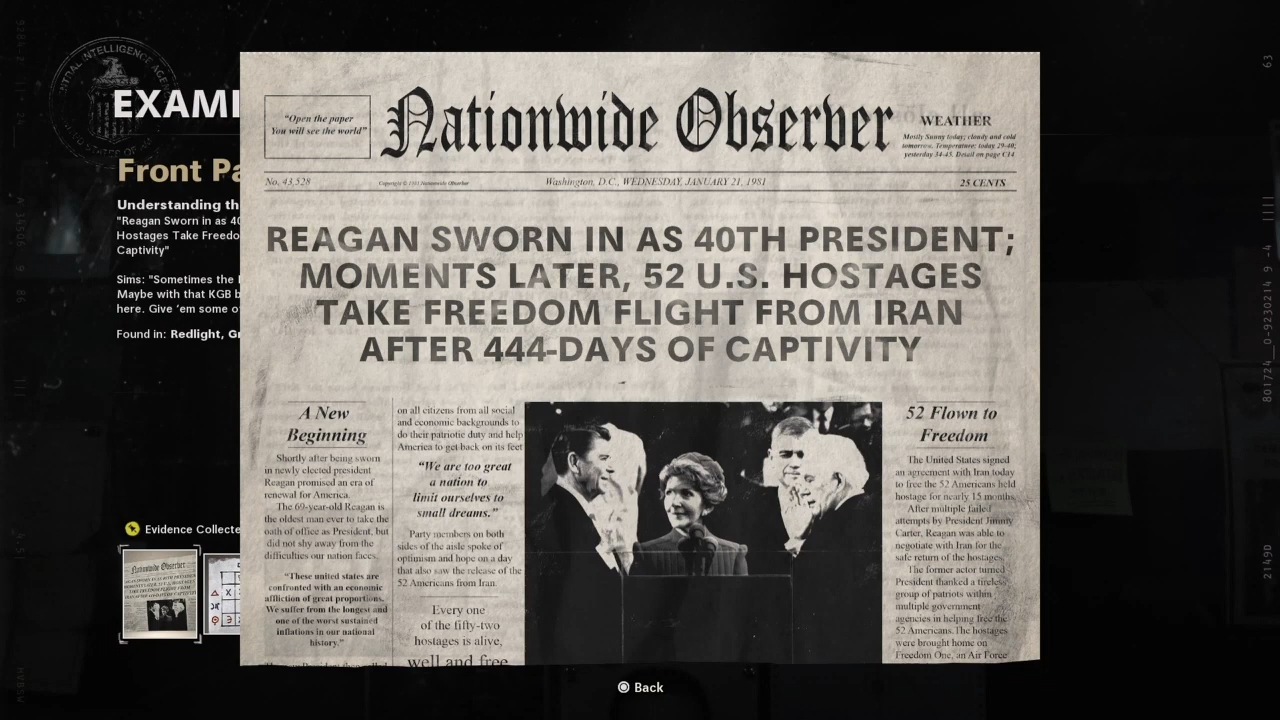 EXAMI
Front Pa
Understanding th
"Reagan Sworn in as 40
Hostages Take Freedo
Captivity"
Sims: "Sometimes the
Maybe with that KGB b
here. Give 'em some o
Found in: Redlight, Gr
Evidence Collecte
"Open the paper
You will see the world"
Nationwide Observer
WEATHER
Mostly Sunny today; cloudy and cold
tomorrow. Temperature: today 29-40;
yesterday 34-45. Detail on page C14
No. 43,528
Copyright © 1981 Nationwide Observer
Washington, D.C., WEDNESDAY, JANUARY 21, 1981
25 CENTS
REAGAN SWORN IN AS 40TH PRESIDENT;
MOMENTS LATER, 52 U.S. HOSTAGES
TAKE FREEDOM FLIGHT FROM IRAN
AFTER 444-DAYS OF CAPTIVITY
A New
Beginning
Shortly after being sworn
in newly elected president
Reagan promised an era of
renewal for America.
The 69-year-old Reagan is
the oldest man ever to take the
oath of office as President, but
did not shy away from the
difficulties our nation faces.
"These united states are
confronted with an economic
affliction of great proportions.
We suffer from the longest and
one of the worst sustained
inflations in our national
history."
on all citizens from all social
and economic backgrounds to
do their patriotic duty and help
America to get back on its feet
"We are too great
a nation to
limit ourselves to
small dreams."
Party members on both
sides of the aisle spoke of
optimism and hope on a day
that also saw the release of the
52 Americans from Iran.
Every one
of the fifty-two
hostages is alive,
well and free
52 Flown to
Freedom
The United States signed
an agreement with Iran today
to free the 52 Americans held
hostage for nearly 15 months.
After multiple failed
attempts by President Jimmy
Carter, Reagan was able to
negotiate with Iran for the
safe return of the hostages.
The former actor turned
President thanked a tireless
group of patriots within
multiple government
agencies in helping free the
52 Americans. The hostages
were brought home on
Freedom One, an Air Force
Back
63
801724__0-9230214 9 -4
2149D